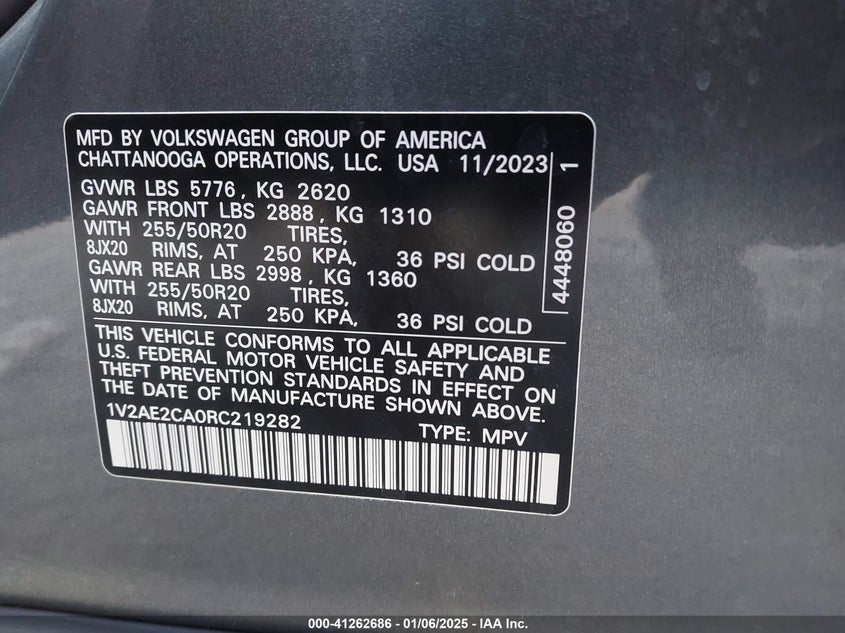 MFD BY VOLKSWAGEN GROUP OF AMERICA
CHATTANOOGA OPERATIONS, LLC. USA 11/2023
GVWR LBS 5776, KG 2620
GAWR FRONT LBS 2888, KG 1310
WITH 255/50R20 TIRES,
8JX20 RIMS, AT 250 KPA, 36 PSI COLD
GAWR REAR LBS 2998, KG 1360
WITH 255/50R20 TIRES,
8JX20 RIMS, AT 250 KPA, 36 PSI COLD
4448060 1
THIS VEHICLE CONFORMS TO ALL APPLICABLE
U.S. FEDERAL MOTOR VEHICLE SAFETY AND
THEFT PREVENTION STANDARDS IN EFFECT ON
THE DATE OF MANUFACTURE SHOWN ABOVE.
1V2AE2CA0RC219282 TYPE: MPV
000-41262686 - 01/06/2025 - IAA Inc.